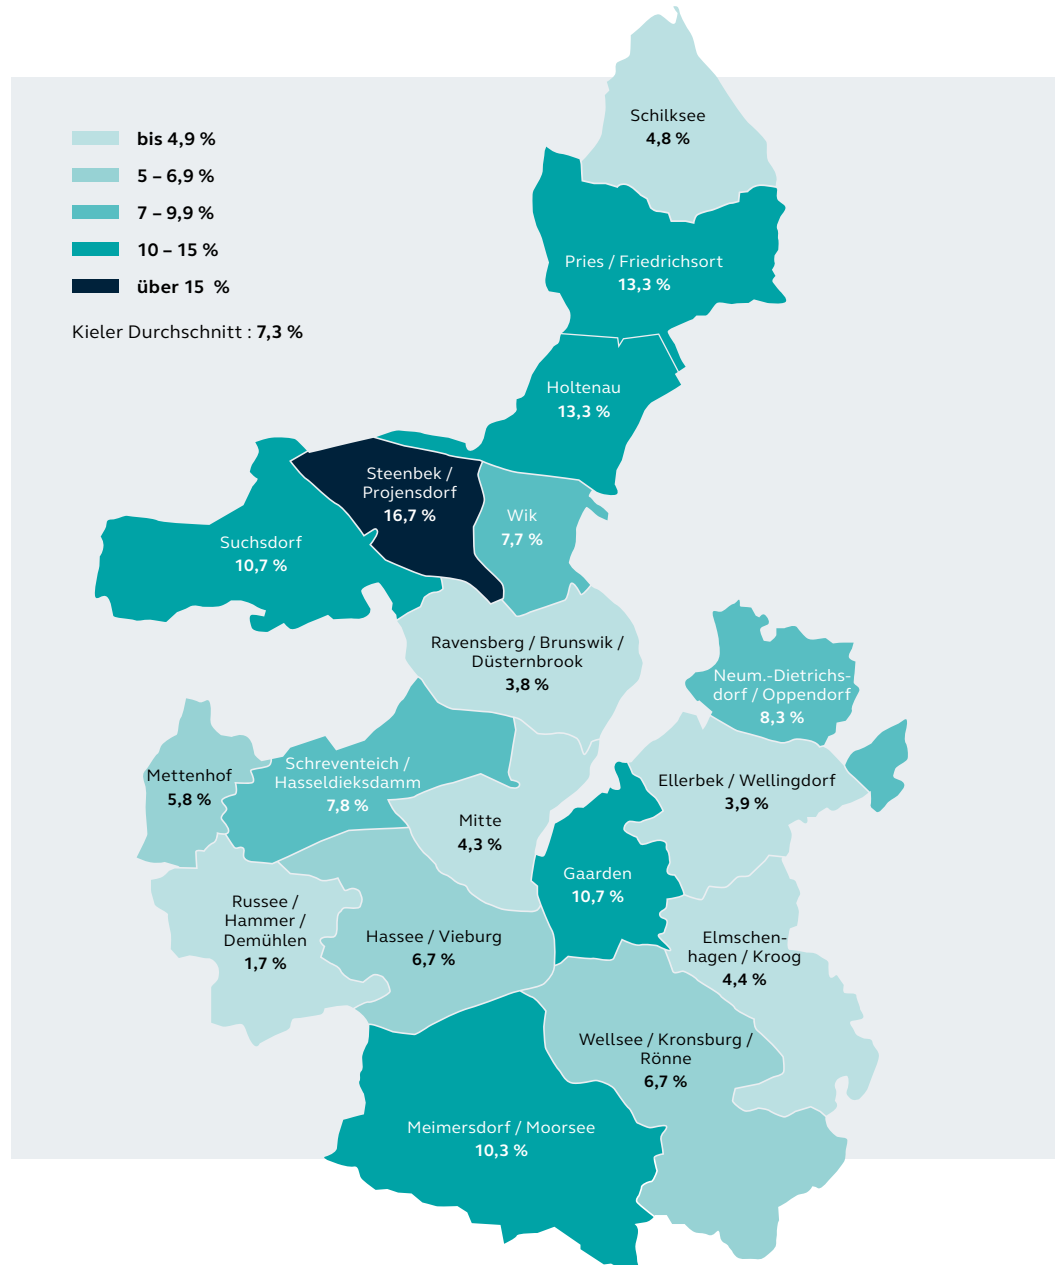 bis 4,9 %
5 – 6,9 %
7 – 9,9 %
10 – 15 %
über 15 %
Kieler Durchschnitt : 7,3 %
Schilksee
4,8 %
Pries / Friedrichsort
13,3 %
Holtenau
13,3 %
Steenbek /
Projensdorf
16,7 %
Wik
7,7 %
Suchsdorf
10,7 %
Ravensberg / Brunswik /
Düsternbrook
3,8 %
Neum.-Dietrichs-
dorf / Oppendorf
8,3 %
Schreventeich /
Hasseldieksdamm
7,8 %
Mettenhof
5,8 %
Ellerbek / Wellingdorf
3,9 %
Mitte
4,3 %
Gaarden
10,7 %
Russee /
Hammer /
Demühlen
1,7 %
Hassee / Vieburg
6,7 %
Elmschen-
hagen / Kroog
4,4 %
Wellsee / Kronsburg /
Rönne
6,7 %
Meimersdorf / Moorsee
10,3 %